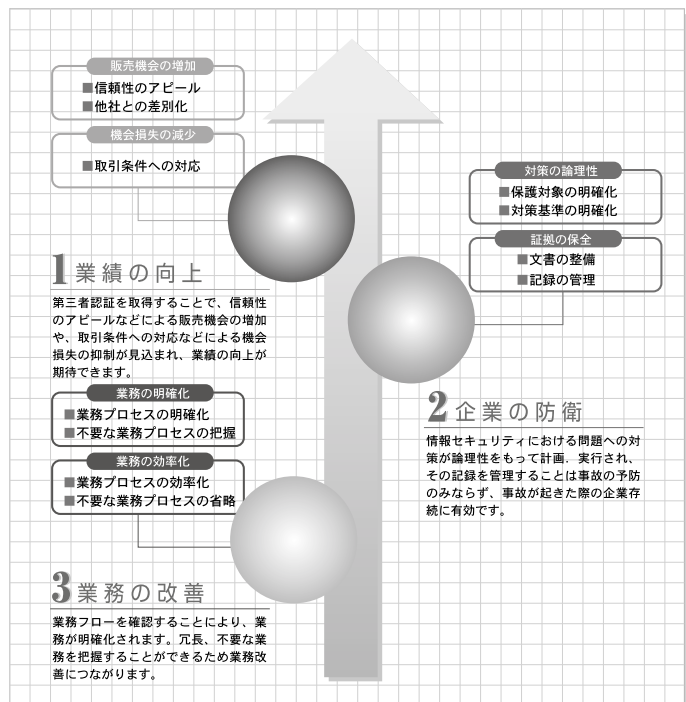 販売機会の増加
■信頼性のアピール
■他社との差別化
機会損失の減少
■取引条件への対応
1 業績の向上
第三者認証を取得することで、信頼性
のアピールなどによる販売機会の増加
や、取引条件への対応などによる機会
損失の抑制が見込まれ、業績の向上が
期待できます。
対策の論理性
■保護対象の明確化
■対策基準の明確化
証拠の保全
■文書の整備
■記録の管理
2 企業の防衛
情報セキュリティにおける問題への対
策が論理性をもって計画．実行され、
その記録を管理することは事故の予防
のみならず、事故が起きた際の企業存
続に有効です。
業務の明確化
■業務プロセスの明確化
■不要な業務プロセスの把握
業務の効率化
■業務プロセスの効率化
■不要な業務プロセスの省略
3 業務の改善
業務フローを確認することにより、業
務が明確化されます。冗長、不要な業
務を把握することができるため業務改
善につながります。